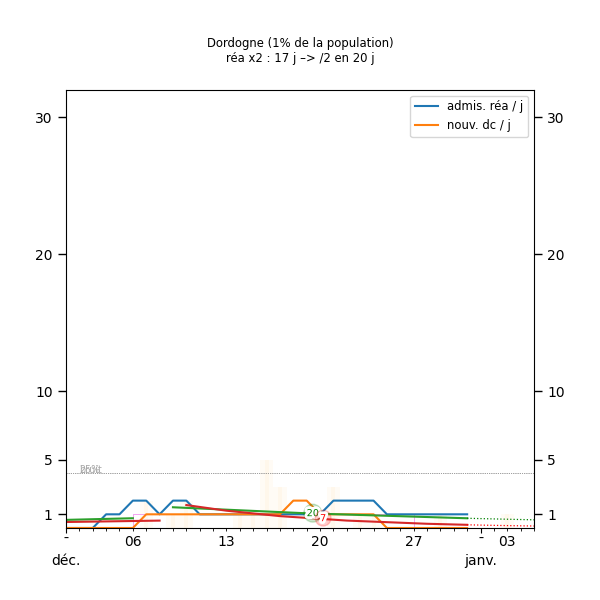 Dordogne (1% de la population)
réa x2 : 17 j –> /2 en 20 j
admis. réa / j
nouv. dc / j
30 30
20 20
10 10
5 5
1 1
20
7
- 06 13 20 27 - 03
déc. janv.